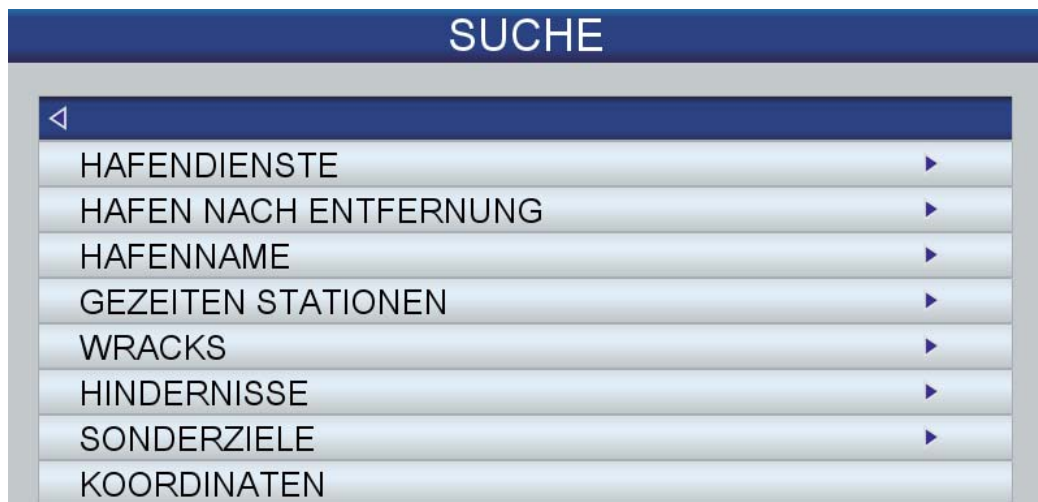 SUCHE
HAFENDIENSTE
HAFEN NACH ENTFERNUNG
HAFENNAME
GEZEITEN STATIONEN
WRACKS
HINDERNISSE
SONDERZIELE
KOORDINATEN